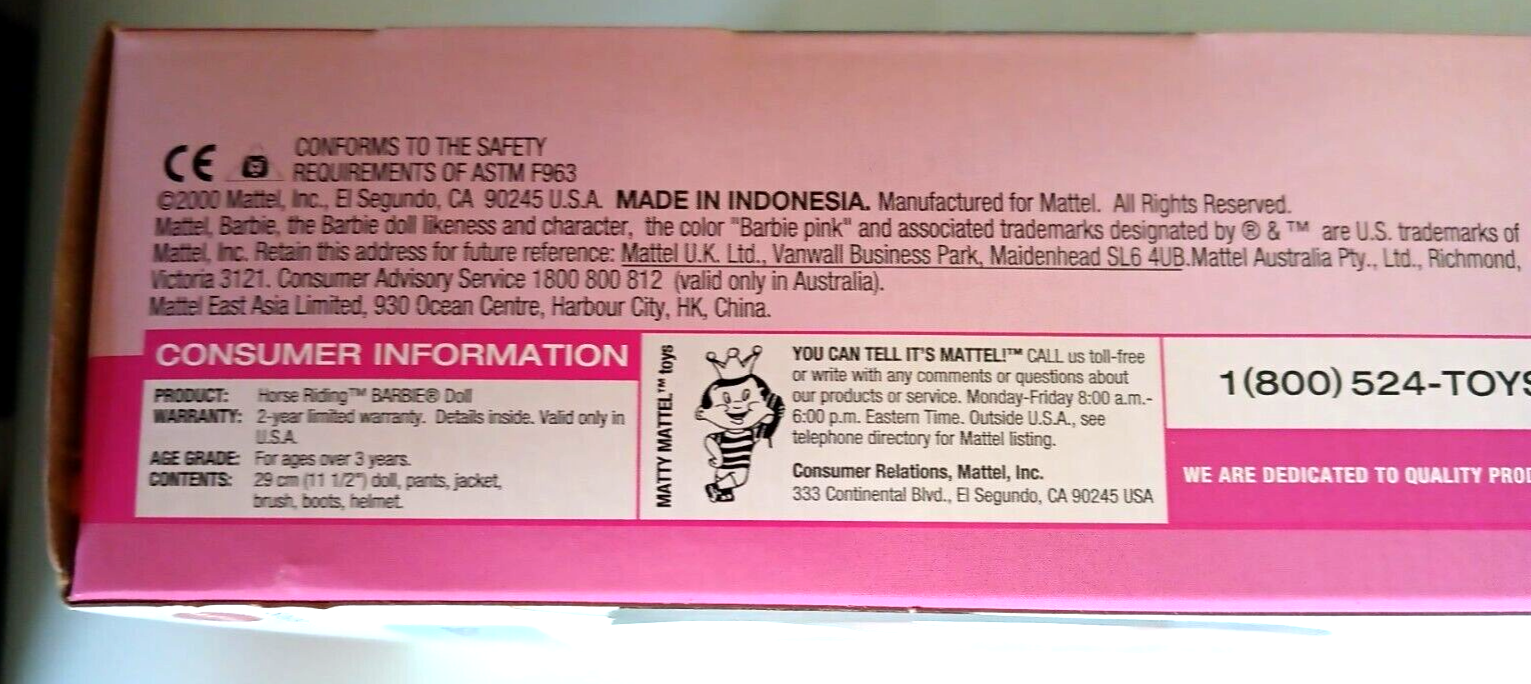 CE CONFORMS TO THE SAFETY
REQUIREMENTS OF ASTM F963
©2000 Mattel, Inc., El Segundo, CA 90245 U.S.A. MADE IN INDONESIA. Manufactured for Mattel. All Rights Reserved.
Mattel, Barbie, the Barbie doll likeness and character, the color "Barbie pink" and associated trademarks designated by ® & ™ are U.S. trademarks of
Mattel, Inc. Retain this address for future reference: Mattel U.K. Ltd., Vanwall Business Park, Maidenhead SL6 4UB.Mattel Australia Pty., Ltd., Richmond,
Victoria 3121. Consumer Advisory Service 1800 800 812 (valid only in Australia).
Mattel East Asia Limited, 930 Ocean Centre, Harbour City, HK, China.
CONSUMER INFORMATION
PRODUCT: Horse Riding™ BARBIE® Doll
WARRANTY: 2-year limited warranty. Details inside. Valid only in
U.S.A.
AGE GRADE: For ages over 3 years.
CONTENTS: 29 cm (11 1/2") doll, pants, jacket,
brush, boots, helmet.
MATTY MATTEL™ toys
YOU CAN TELL IT'S MATTEL!™ CALL us toll-free
or write with any comments or questions about
our products or service. Monday-Friday 8:00 a.m.-
6:00 p.m. Eastern Time. Outside U.S.A., see
telephone directory for Mattel listing.
Consumer Relations, Mattel, Inc.
333 Continental Blvd., El Segundo, CA 90245 USA
1(800) 524-TOYS
WE ARE DEDICATED TO QUALITY PROD